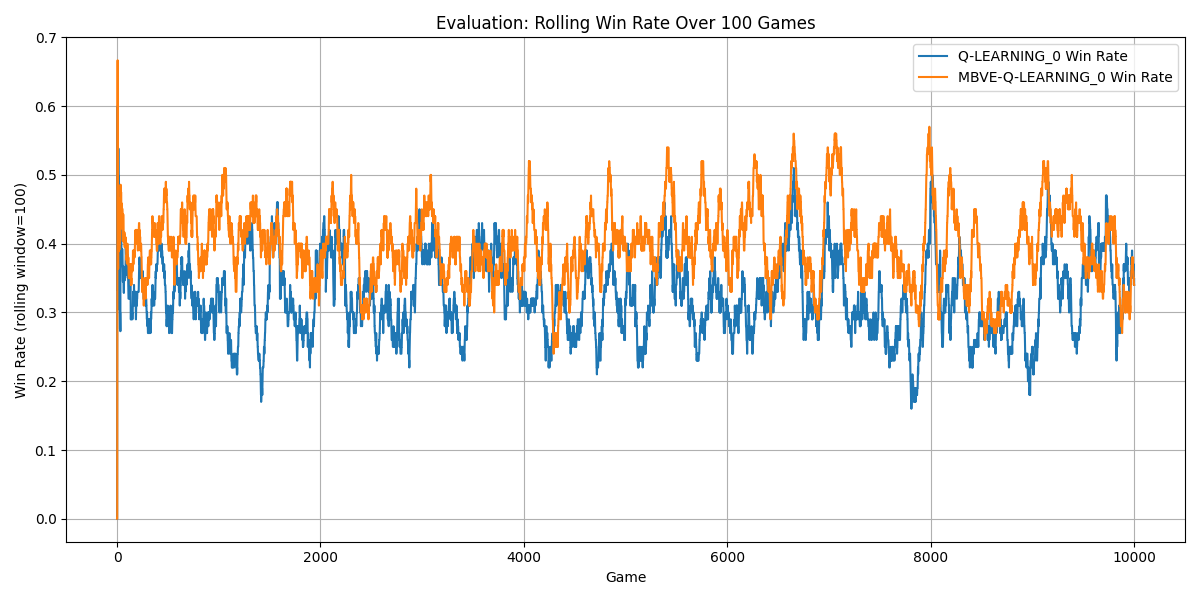 Evaluation: Rolling Win Rate Over 100 Games
Q-LEARNING_0 Win Rate
MBVE-Q-LEARNING_0 Win Rate
Win Rate (rolling window=100)
0.7
0.6
0.5
0.4
0.3
0.2
0.1
0.0
0
2000
4000
6000
8000
10000
Game